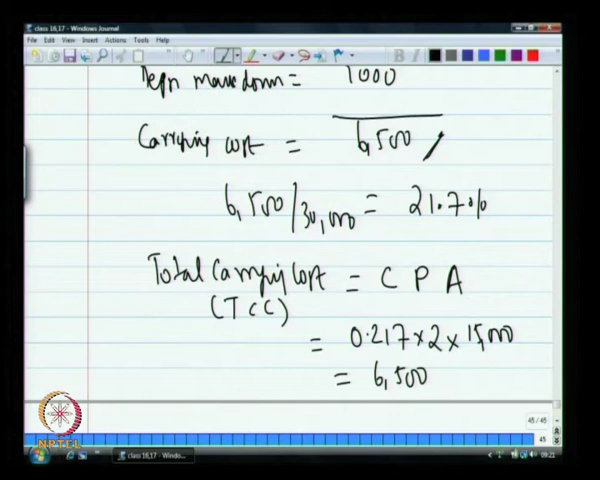 class 16,17 - Windows Journal
File Edit View Insert Actions Tools Help
Depn markdown = 1000
Carrying cost = 6,500
6,500/30,000 = 21.7%
Total Carrying Cost = C P A
(TCC)
= 0.217 x 2 x 15,000
= 6,500
45/45
45
NPTEL
class 16,17 - Windo...
09:21